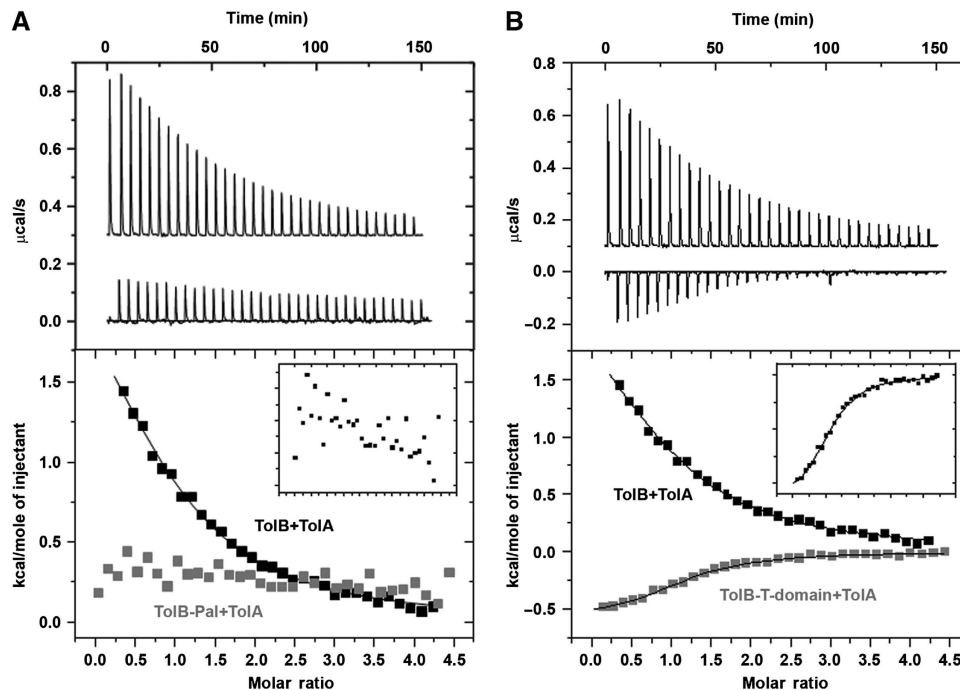 A
Time (min)
0 50 100 150
0.8
0.6
0.4
0.2
0.0
μcal/s
1.5
1.0
0.5
0.0
kcal/mole of injectant
TolB+TolA
TolB-Pal+TolA
0.0 0.5 1.0 1.5 2.0 2.5 3.0 3.5 4.0 4.5
Molar ratio
B
Time (min)
0 50 100 150
0.8
0.6
0.4
0.2
0.0
−0.2
μcal/s
1.5
1.0
0.5
0.0
−0.5
kcal/mole of injectant
TolB+TolA
TolB-T-domain+TolA
0.0 0.5 1.0 1.5 2.0 2.5 3.0 3.5 4.0 4.5
Molar ratio